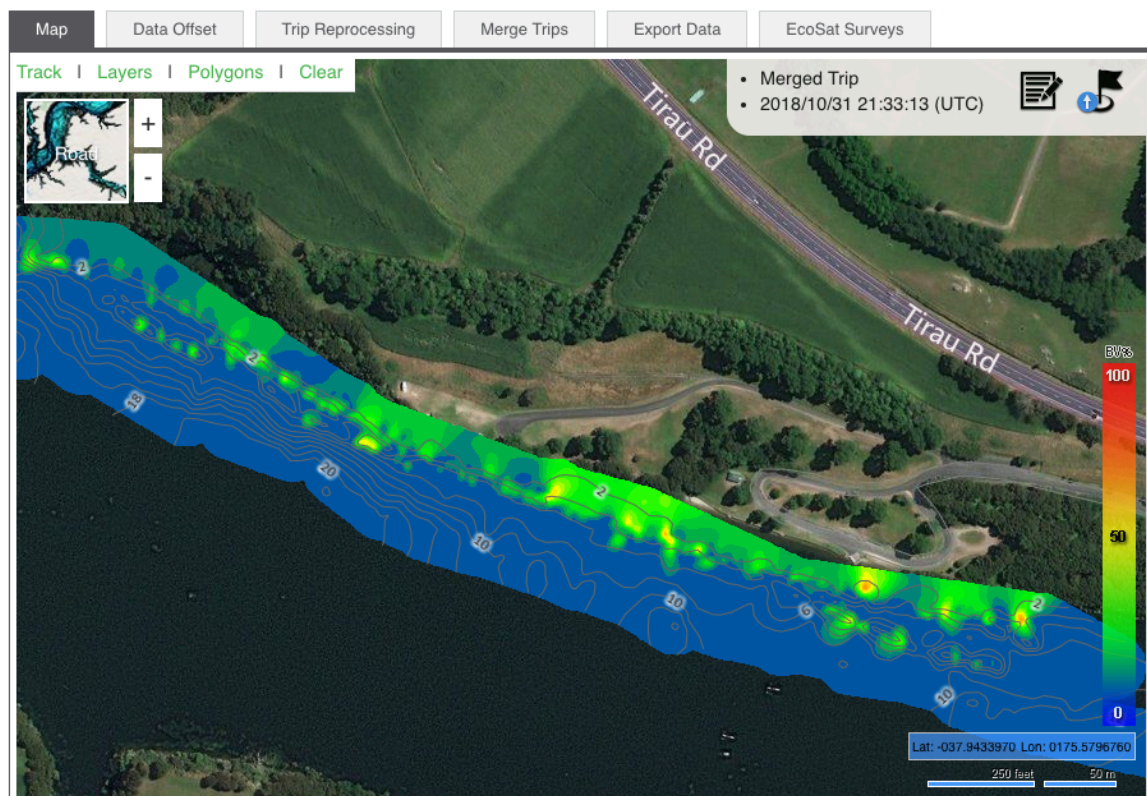 Map Data Offset Trip Reprocessing Merge Trips Export Data EcoSat Surveys
Track | Layers | Polygons | Clear
Merged Trip
2018/10/31 21:33:13 (UTC)
Road
+
-
Tirau Rd
Tirau Rd
2
2
2
2
18
20
10
10
6
10
BV%
100
50
0
Lat: -037.9433970 Lon: 0175.5796760
250 feet 50 m